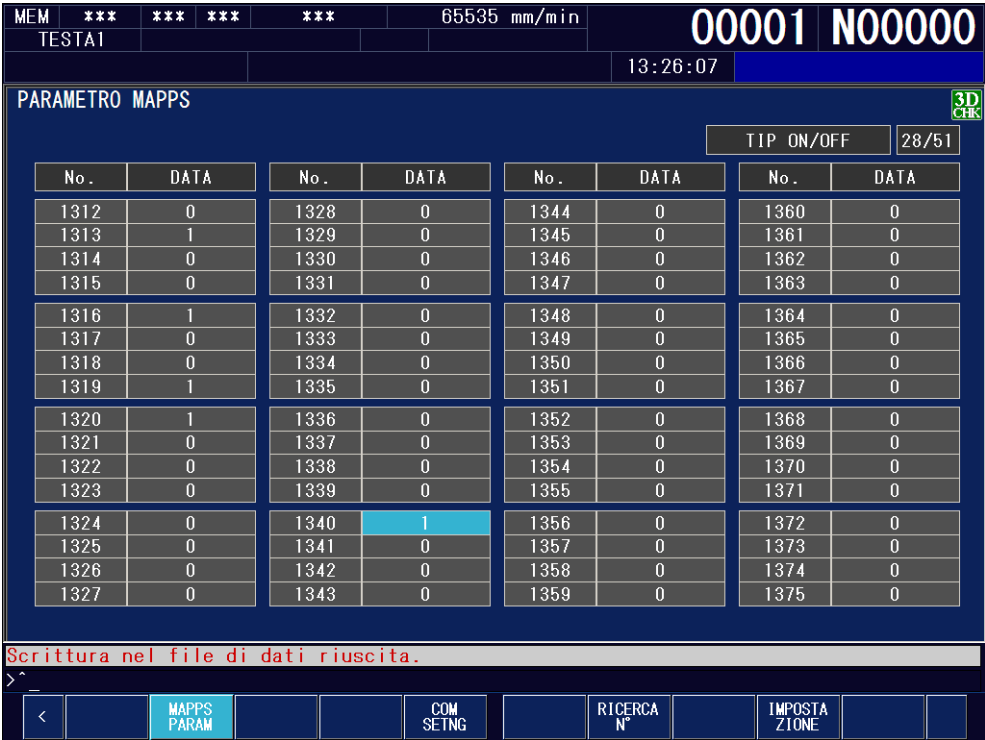 MEM *** *** *** *** 65535 mm/min 00001 N00000
TESTA1
13:26:07
PARAMETRO MAPPS 3D CHK
TIP ON/OFF 28/51
No. DATA No. DATA No. DATA No. DATA
1312 0 1328 0 1344 0 1360 0
1313 1 1329 0 1345 0 1361 0
1314 0 1330 0 1346 0 1362 0
1315 0 1331 0 1347 0 1363 0
1316 1 1332 0 1348 0 1364 0
1317 0 1333 0 1349 0 1365 0
1318 0 1334 0 1350 0 1366 0
1319 1 1335 0 1351 0 1367 0
1320 1 1336 0 1352 0 1368 0
1321 0 1337 0 1353 0 1369 0
1322 0 1338 0 1354 0 1370 0
1323 0 1339 0 1355 0 1371 0
1324 0 1340 1 1356 0 1372 0
1325 0 1341 0 1357 0 1373 0
1326 0 1342 0 1358 0 1374 0
1327 0 1343 0 1359 0 1375 0
Scrittura nel file di dati riuscita.
>^_
< MAPPS PARAM COM SETNG RICERCA N° IMPOSTA ZIONE